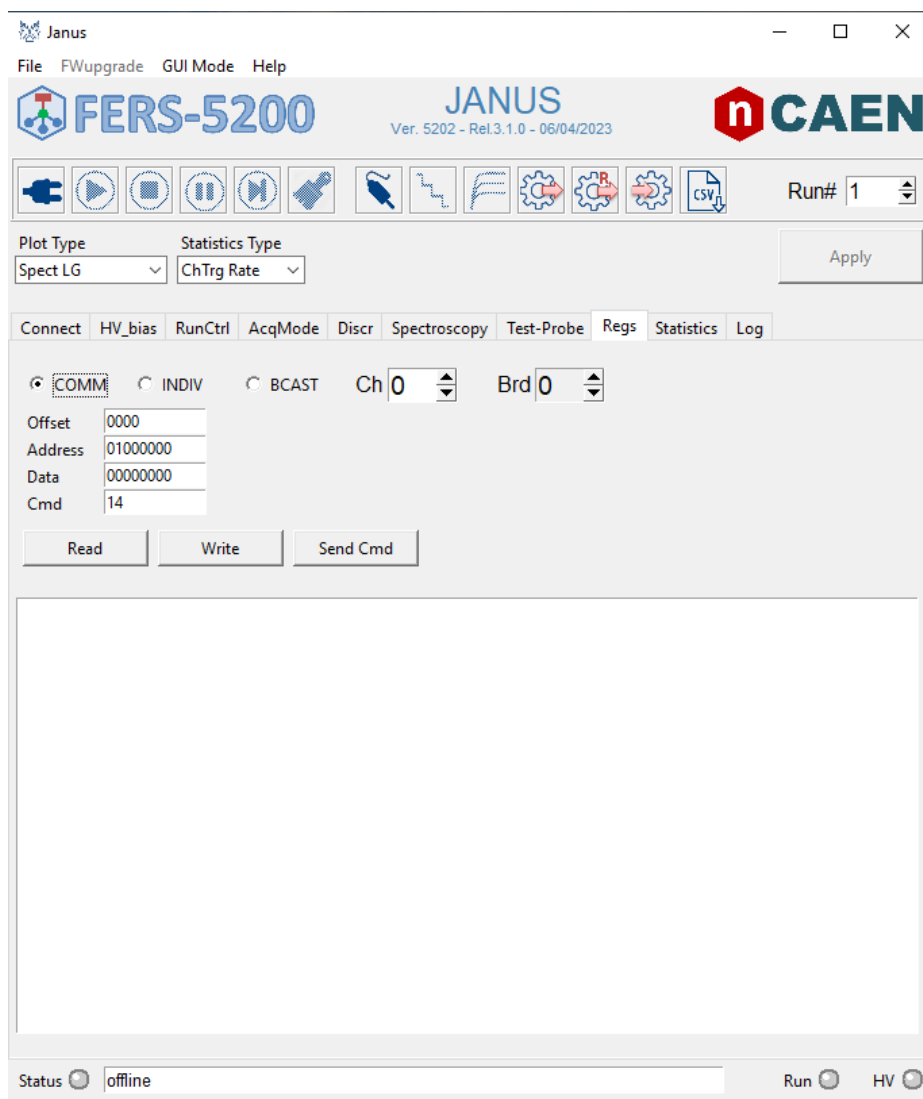 Janus
File FWupgrade GUI Mode Help
FERS-5200
JANUS
Ver. 5202 - Rel.3.1.0 - 06/04/2023
n CAEN
R
CSV
Run# 1
Plot Type Statistics Type
Spect LG ChTrg Rate
Apply
Connect HV_bias RunCtrl AcqMode Discr Spectroscopy Test-Probe Regs Statistics Log
COMM INDIV BCAST Ch 0 Brd 0
Offset 0000
Address 01000000
Data 00000000
Cmd 14
Read Write Send Cmd
Status offline Run HV